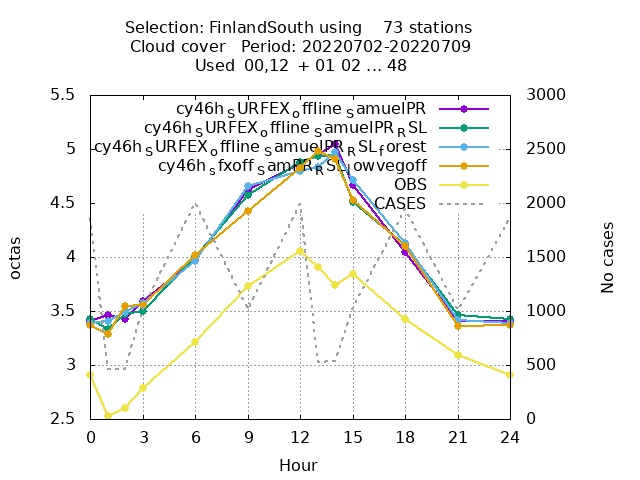 Selection: FinlandSouth using    73 stations
Cloud cover   Period: 20220702-20220709
Used  00,12  + 01 02 ... 48
5.5
5
4.5
4
3.5
3
2.5
octas
3000
2500
2000
1500
1000
500
0
No cases
cy46h_SURFEX_offline_SamuelPR
cy46h_SURFEX_offline_SamuelPR_RSL
cy46h_SURFEX_offline_SamuelPR_RSL_forest
cy46h_sfxoff_SamPR_RSL_lowvegoff
OBS
CASES
0 3 6 9 12 15 18 21 24
Hour